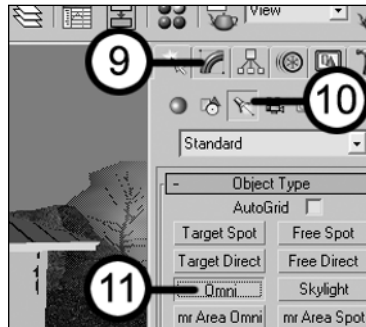 View
9
10
Standard
- Object Type
AutoGrid
Target Spot Free Spot
Target Direct Free Direct
11 Omni Skylight
mr Area Omni mr Area Spot